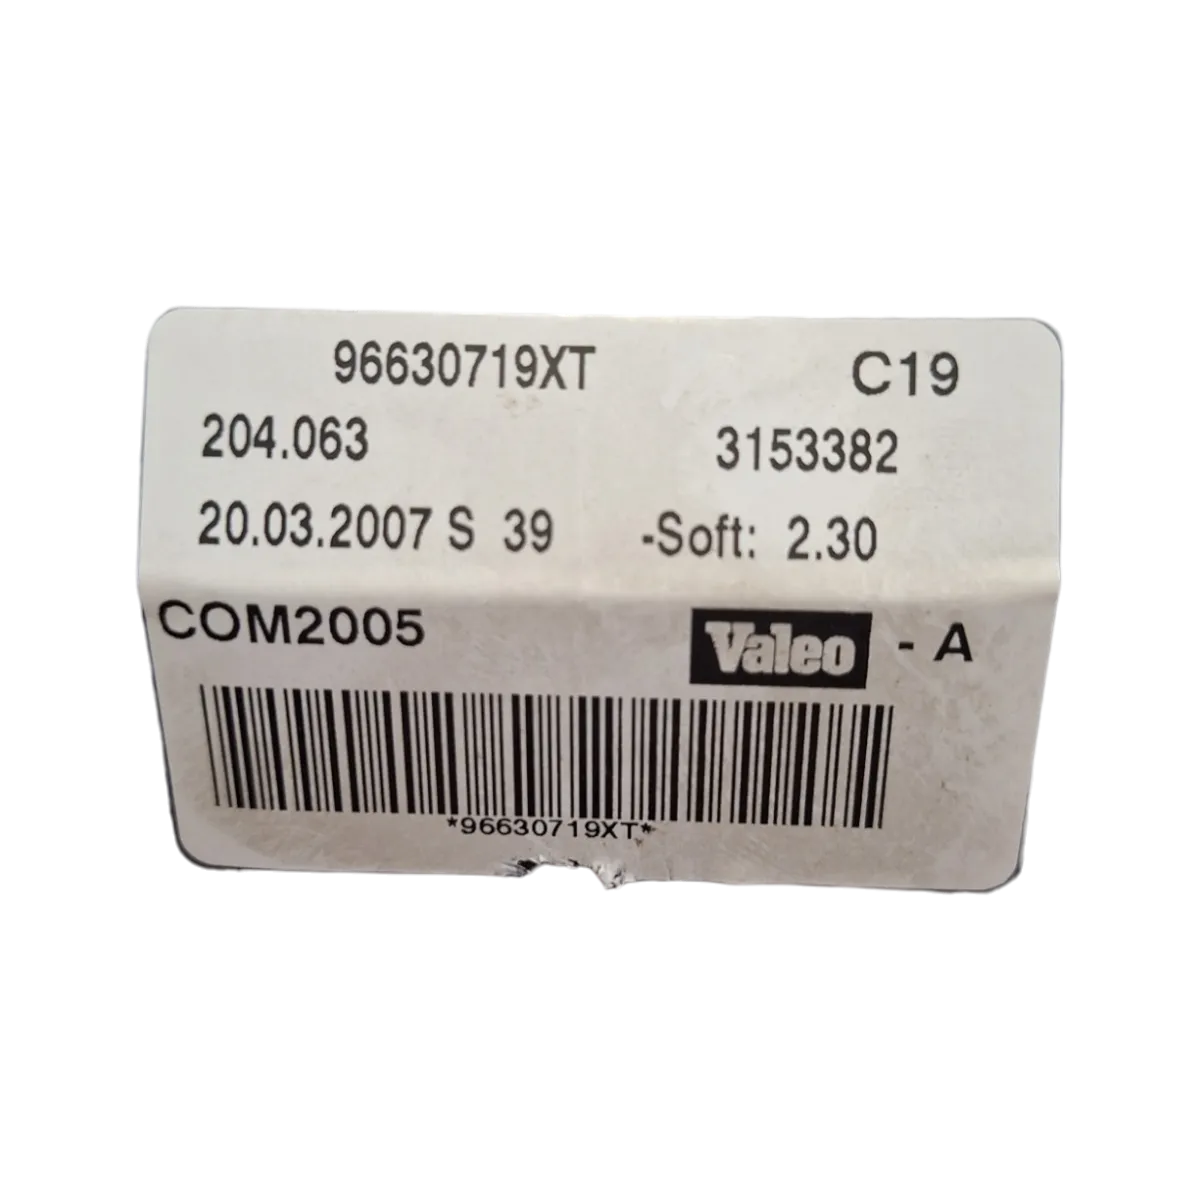 96630719XT C19
204.063 3153382
20.03.2007 S 39 -Soft: 2.30
COM2005 Valeo - A
*96630719XT*